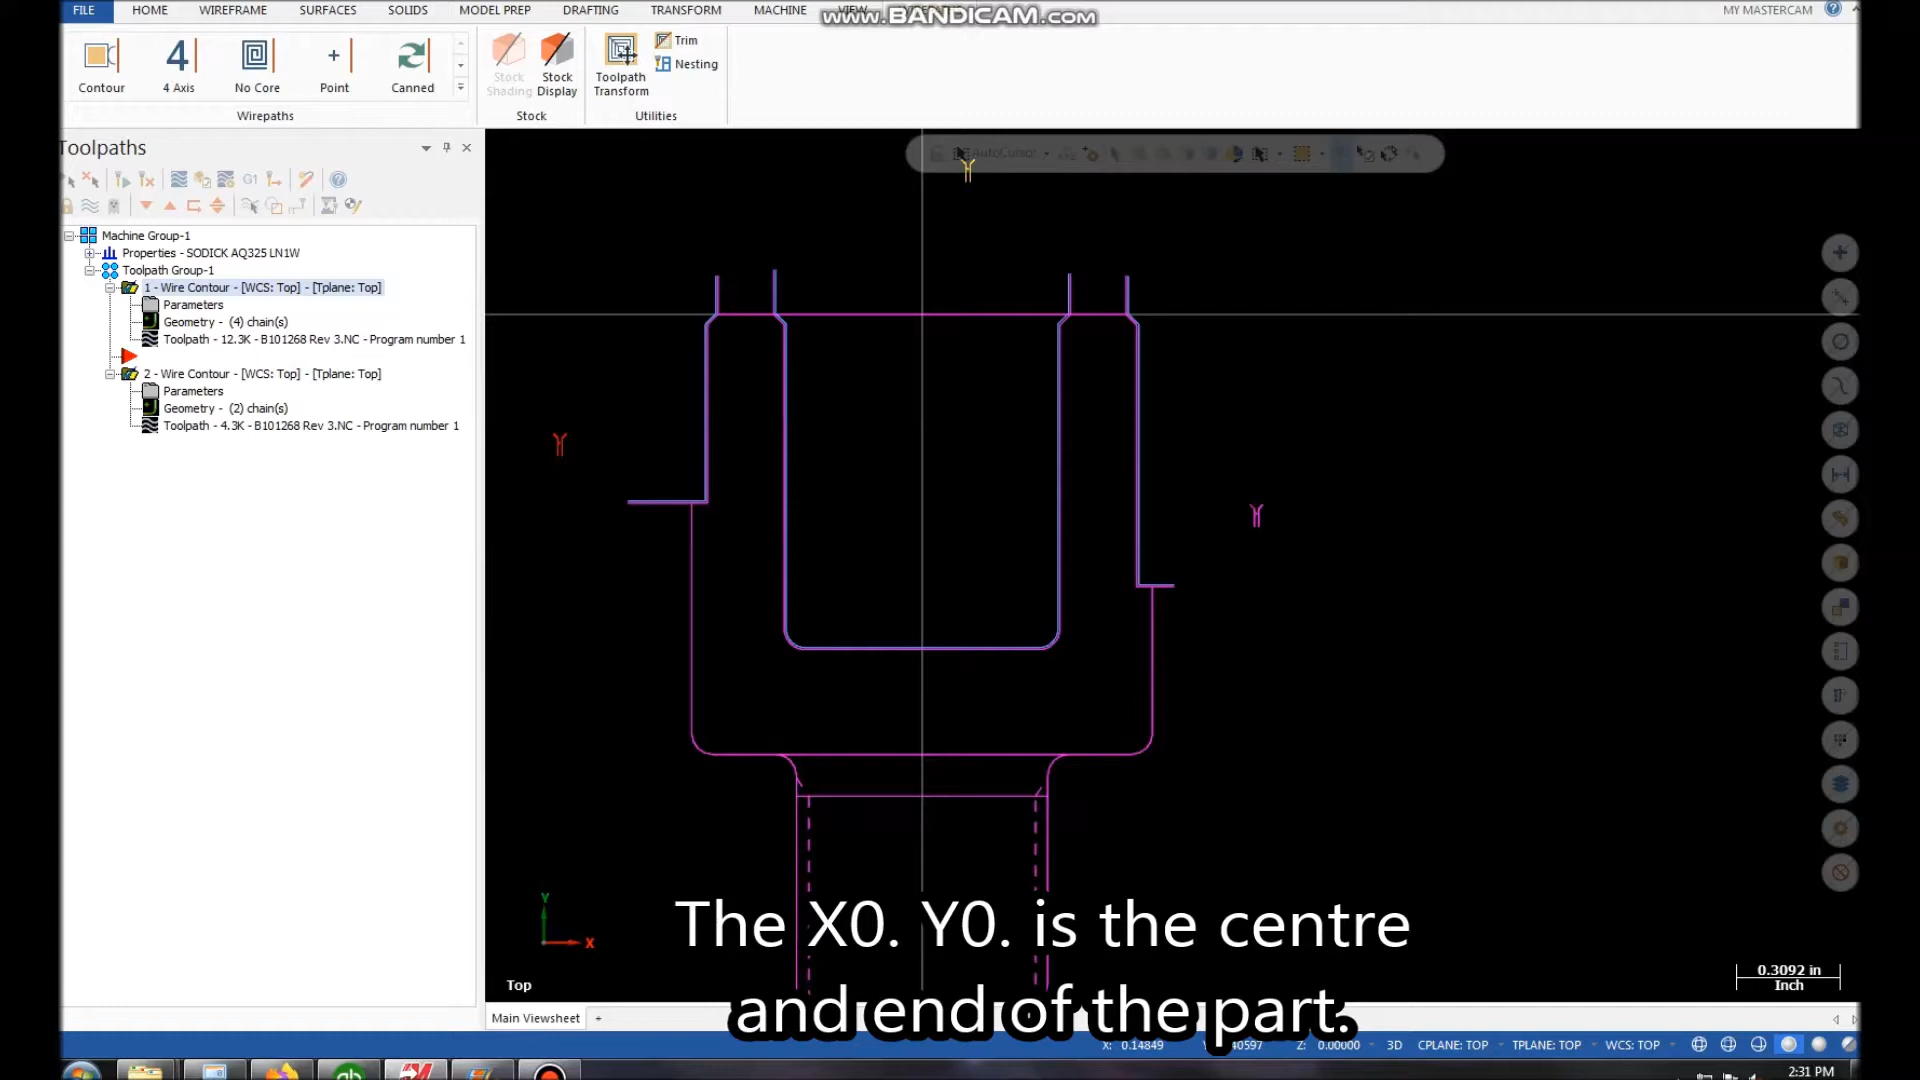 FILE HOME WIREFRAME SURFACES SOLIDS MODEL PREP DRAFTING TRANSFORM MACHINE VIEW MY MASTERCAM
www.BANDICAM.com
Contour 4 Axis No Core Point Canned
Wirepaths
Stock Shading
Stock Display
Stock
Toolpath Transform
Trim
Nesting
Utilities
Toolpaths
G1
AutoCursor
Machine Group-1
Properties - SODICK AQ325 LN1W
Toolpath Group-1
1 - Wire Contour - [WCS: Top] - [Tplane: Top]
Parameters
Geometry - (4) chain(s)
Toolpath - 12.3K - B101268 Rev 3.NC - Program number 1
2 - Wire Contour - [WCS: Top] - [Tplane: Top]
Parameters
Geometry - (2) chain(s)
Toolpath - 4.3K - B101268 Rev 3.NC - Program number 1
Y
X
Top
0.3092 in
Inch
The X0. Y0. is the centre
and end of the part.
Main Viewsheet +
X: 0.14849 40597 Z: 0.00000 3D CPLANE: TOP TPLANE: TOP WCS: TOP
2:31 PM